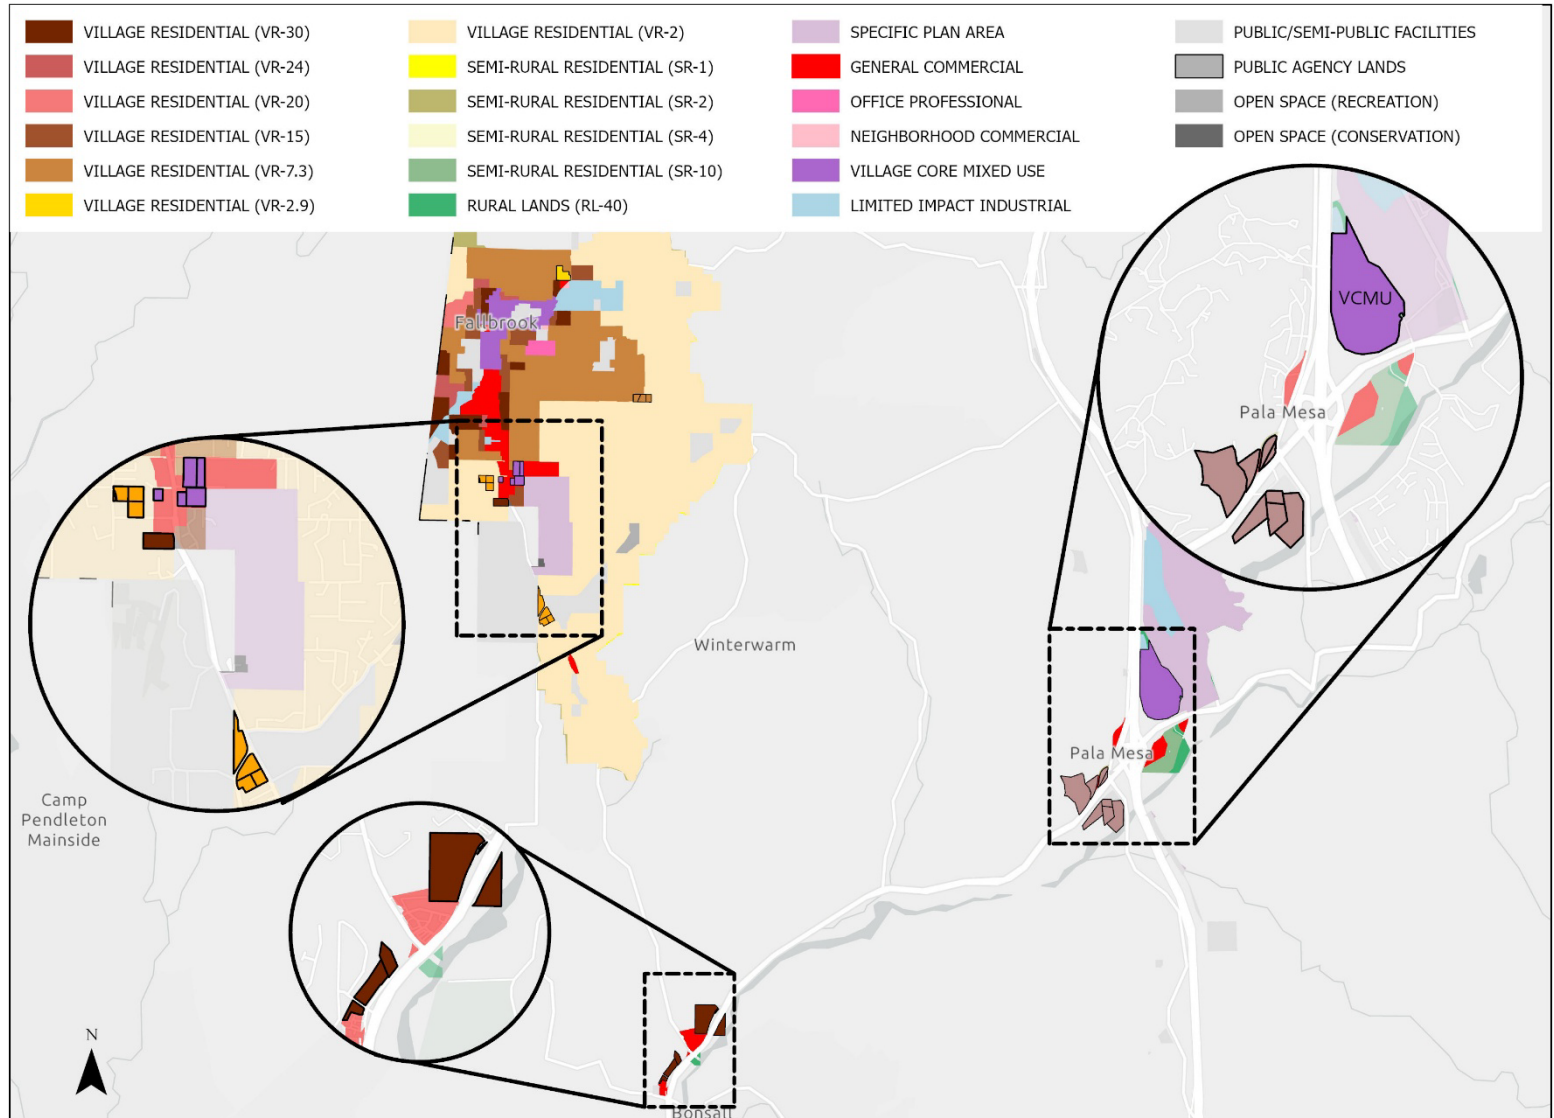 VILLAGE RESIDENTIAL (VR-30)
VILLAGE RESIDENTIAL (VR-24)
VILLAGE RESIDENTIAL (VR-20)
VILLAGE RESIDENTIAL (VR-15)
VILLAGE RESIDENTIAL (VR-7.3)
VILLAGE RESIDENTIAL (VR-2.9)
VILLAGE RESIDENTIAL (VR-2)
SEMI-RURAL RESIDENTIAL (SR-1)
SEMI-RURAL RESIDENTIAL (SR-2)
SEMI-RURAL RESIDENTIAL (SR-4)
SEMI-RURAL RESIDENTIAL (SR-10)
RURAL LANDS (RL-40)
SPECIFIC PLAN AREA
GENERAL COMMERCIAL
OFFICE PROFESSIONAL
NEIGHBORHOOD COMMERCIAL
VILLAGE CORE MIXED USE
LIMITED IMPACT INDUSTRIAL
PUBLIC/SEMI-PUBLIC FACILITIES
PUBLIC AGENCY LANDS
OPEN SPACE (RECREATION)
OPEN SPACE (CONSERVATION)
VCMU
Fallbrook
Pala Mesa
Winterwarm
Pala Mesa
Camp
Pendleton
Mainside
N
Bonsall